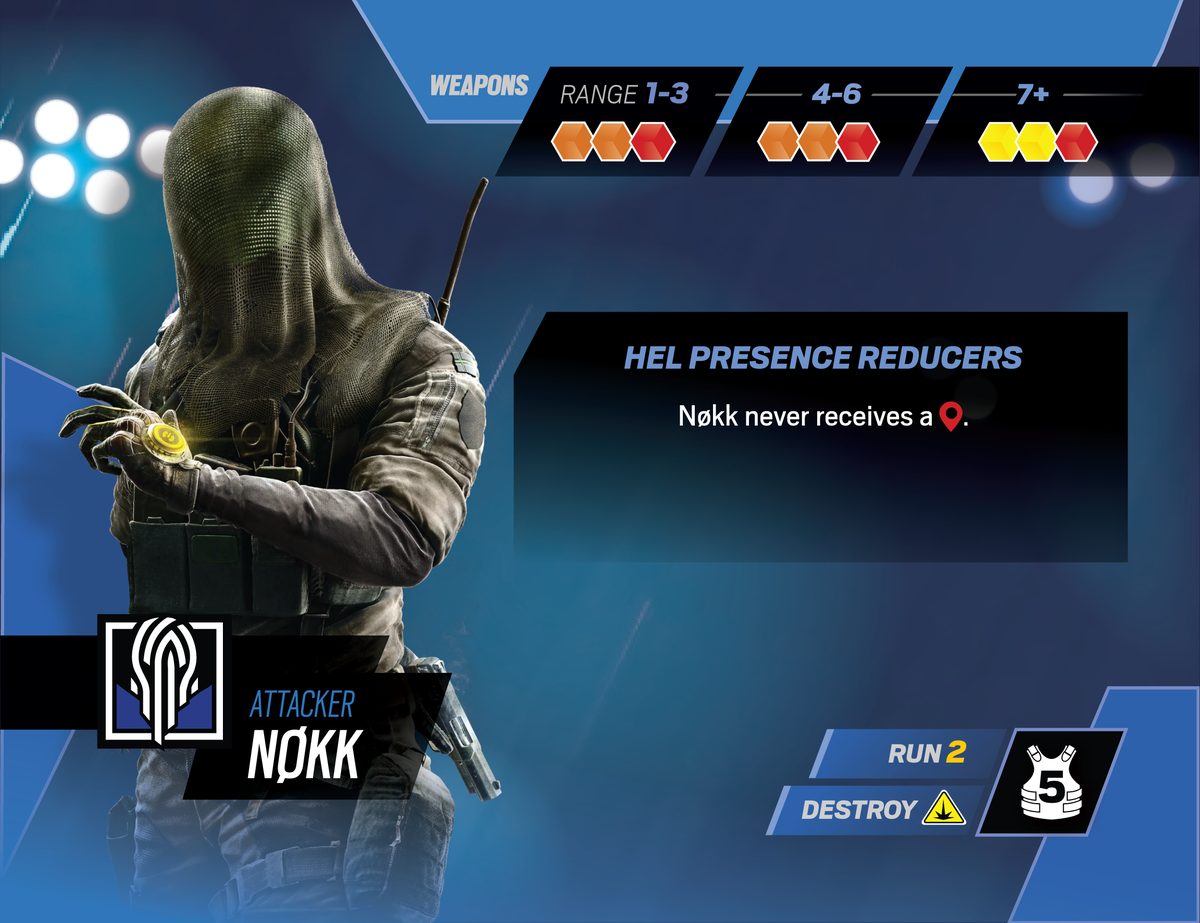 WEAPONS
RANGE 1-3
4-6
7+
HEL PRESENCE REDUCERS
Nøkk never receives a .
ATTACKER
NØKK
RUN 2
DESTROY
5